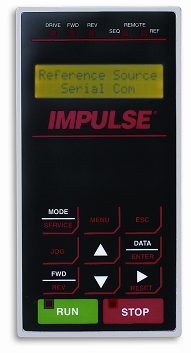 DRIVE FWD REV REMOTE
SEQ REF
Reference Source
Serial Com
IMPULSE
MODE
SERVICE
MENU
ESC
JOG
DATA
ENTER
FWD
REV
RESET
RUN
STOP